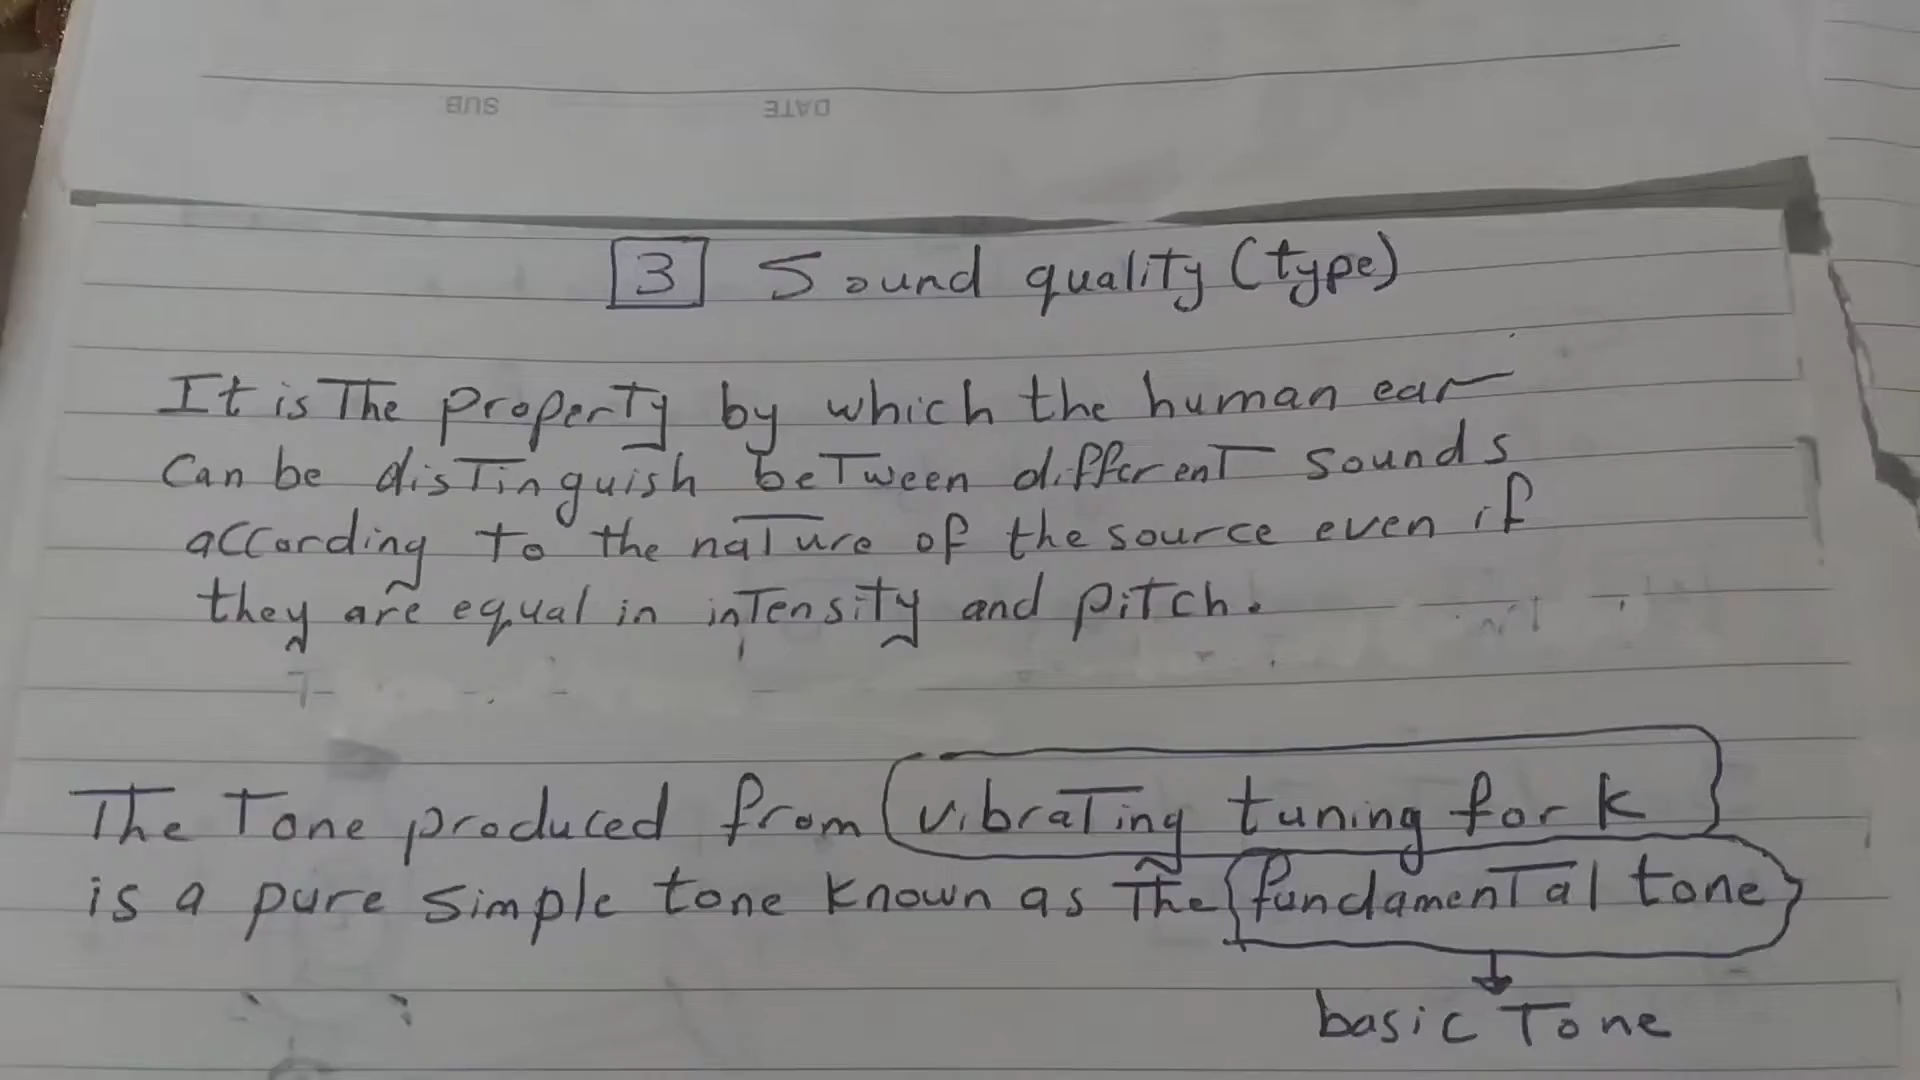 SUB DATE
3 Sound quality (type)
It is The properTy by which the human ear
Can be disTinguish beTween differenT sounds
according to the naTure of the source even if
they are equal in inTensity and piTch.
The Tone produced from vibraTing tuning fork
is a pure simple tone known as The fundamenTal tone
basic Tone